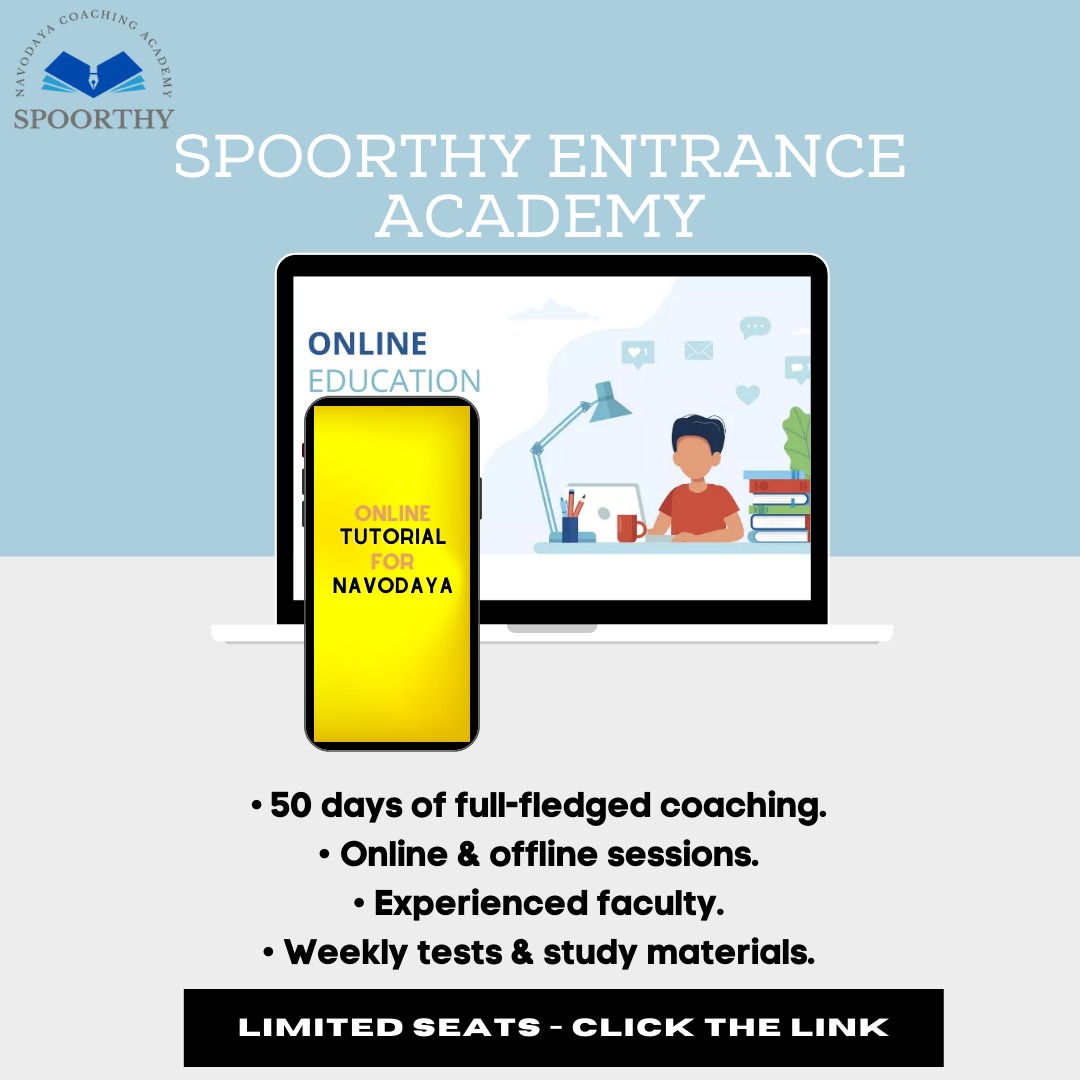 NAVODAYA COACHING ACADEMY
SPOORTHY
SPOORTHY ENTRANCE
ACADEMY
ONLINE
EDUCATION
1
ONLINE
TUTORIAL
FOR
NAVODAYA
• 50 days of full-fledged coaching.
• Online & offline sessions.
• Experienced faculty.
• Weekly tests & study materials.
LIMITED SEATS - CLICK THE LINK